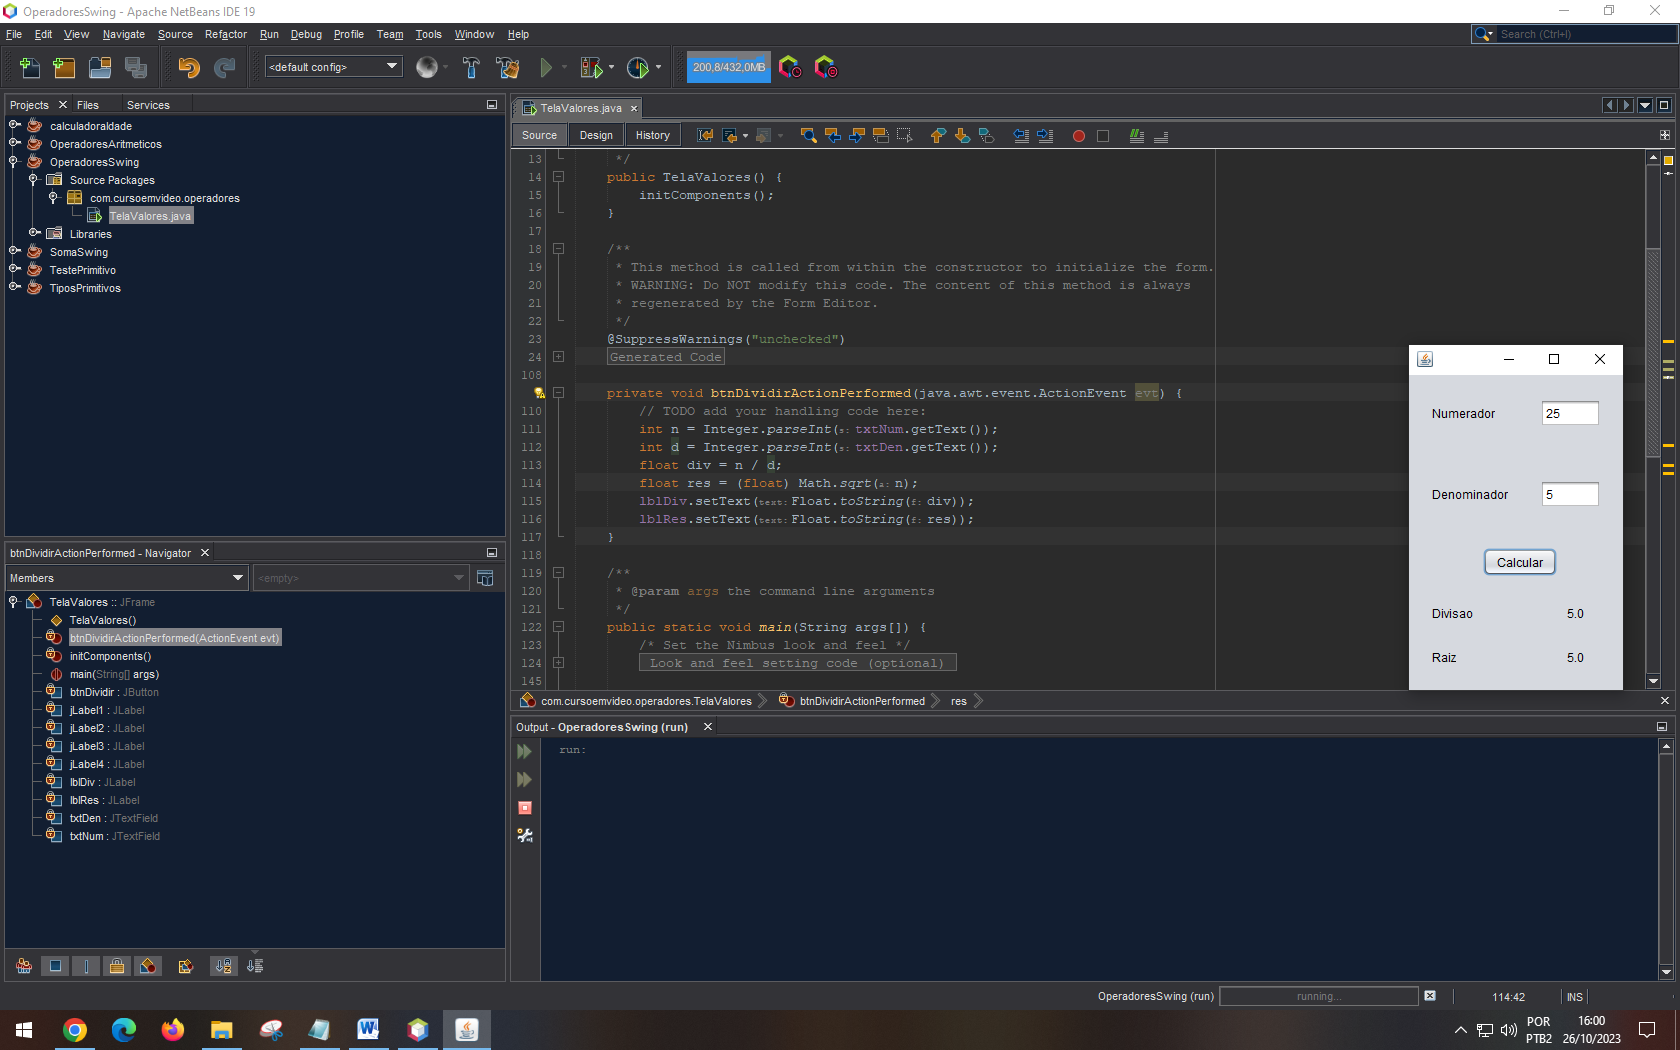 OperadoresSwing - Apache NetBeans IDE 19
File Edit View Navigate Source Refactor Run Debug Profile Team Tools Window Help
Search (Ctrl+I)
<default config>
200,8/432,0MB
Projects Files Services
calculadoraIdade
OperadoresAritmeticos
OperadoresSwing
Source Packages
com.cursoemvideo.operadores
TelaValores.java
Libraries
SomaSwing
TestePrimitivo
TiposPrimitivos
btnDividirActionPerformed - Navigator
Members
<empty>
TelaValores :: JFrame
TelaValores()
btnDividirActionPerformed(ActionEvent evt)
initComponents()
main(String[] args)
btnDividir : JButton
jLabel1 : JLabel
jLabel2 : JLabel
jLabel3 : JLabel
jLabel4 : JLabel
lblDiv : JLabel
lblRes : JLabel
txtDen : JTextField
txtNum : JTextField
TelaValores.java
Source Design History
13 */
14 public TelaValores() {
15 initComponents();
16 }
17
18 /**
19 * This method is called from within the constructor to initialize the form.
20 * WARNING: Do NOT modify this code. The content of this method is always
21 * regenerated by the Form Editor.
22 */
23 @SuppressWarnings("unchecked")
24 Generated Code
108
private void btnDividirActionPerformed(java.awt.event.ActionEvent evt) {
110 // TODO add your handling code here:
111 int n = Integer.parseInt(s: txtNum.getText());
112 int d = Integer.parseInt(s: txtDen.getText());
113 float div = n / d;
114 float res = (float) Math.sqrt(a: n);
115 lblDiv.setText(text: Float.toString(f: div));
116 lblRes.setText(text: Float.toString(f: res));
117 }
118
119 /**
120 * @param args the command line arguments
121 */
122 public static void main(String args[]) {
123 /* Set the Nimbus look and feel */
124 Look and feel setting code (optional)
145
com.cursoemvideo.operadores.TelaValores btnDividirActionPerformed res
Numerador 25
Denominador 5
Calcular
Divisao 5.0
Raiz 5.0
Output - OperadoresSwing (run)
run:
OperadoresSwing (run) running... 114:42 INS
POR
PTB2
16:00
26/10/2023